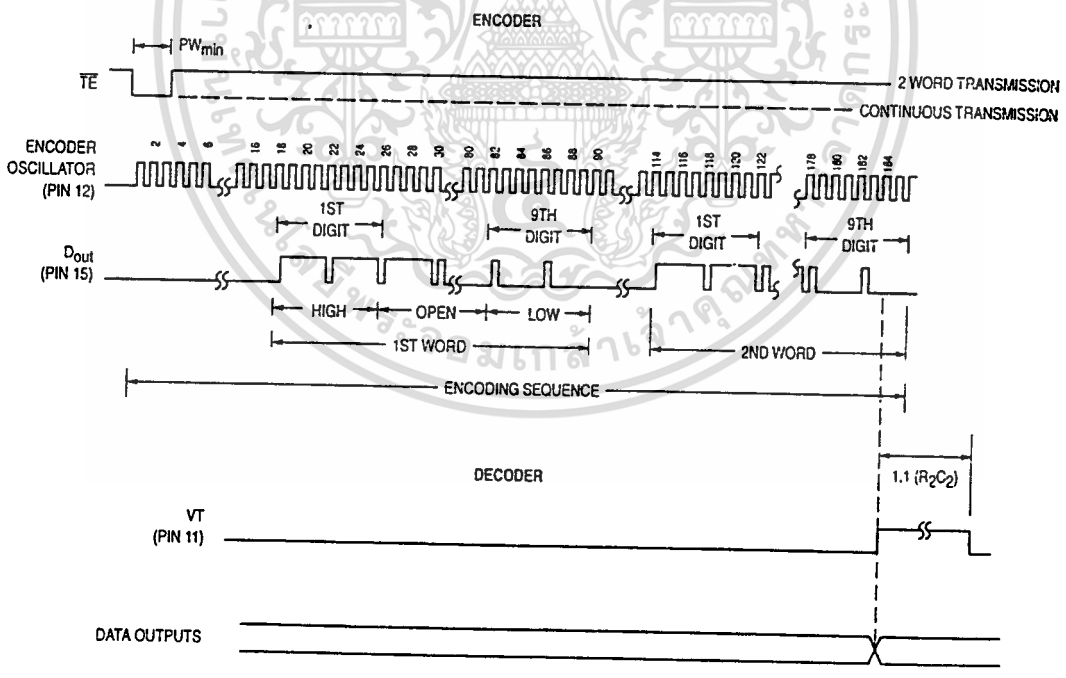 ENCODER
PWmin
TE
2 WORD TRANSMISSION
CONTINUOUS TRANSMISSION
ENCODER
OSCILLATOR
(PIN 12)
2 4 6 16 18 20 22 24 26 28 30 80 82 84 86 88 90 114 116 118 120 122 178 180 182 184
1ST
DIGIT
9TH
DIGIT
1ST
DIGIT
9TH
DIGIT
Dout
(PIN 15)
HIGH OPEN LOW
1ST WORD
2ND WORD
ENCODING SEQUENCE
DECODER
1.1 (R2C2)
VT
(PIN 11)
DATA OUTPUTS